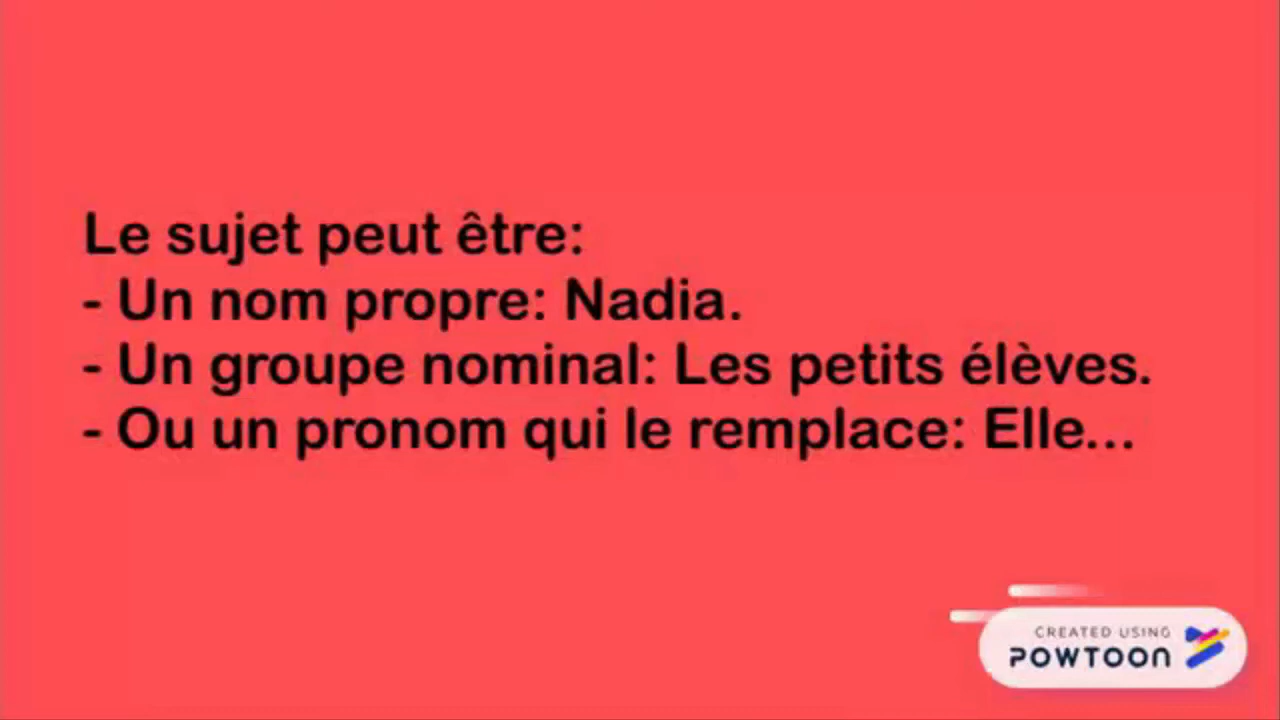 Le sujet peut être:
- Un nom propre: Nadia.
- Un groupe nominal: Les petits élèves.
- Ou un pronom qui le remplace: Elle...
CREATED USING
POWTOON